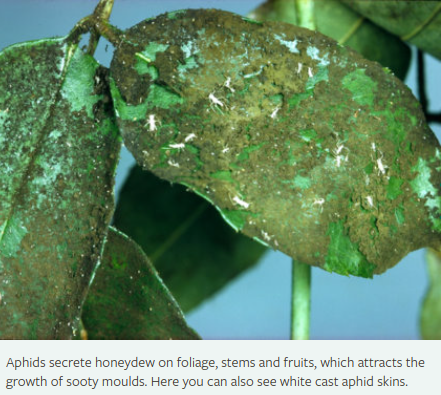 Aphids secrete honeydew on foliage, stems and fruits, which attracts the
growth of sooty moulds. Here you can also see white cast aphid skins.